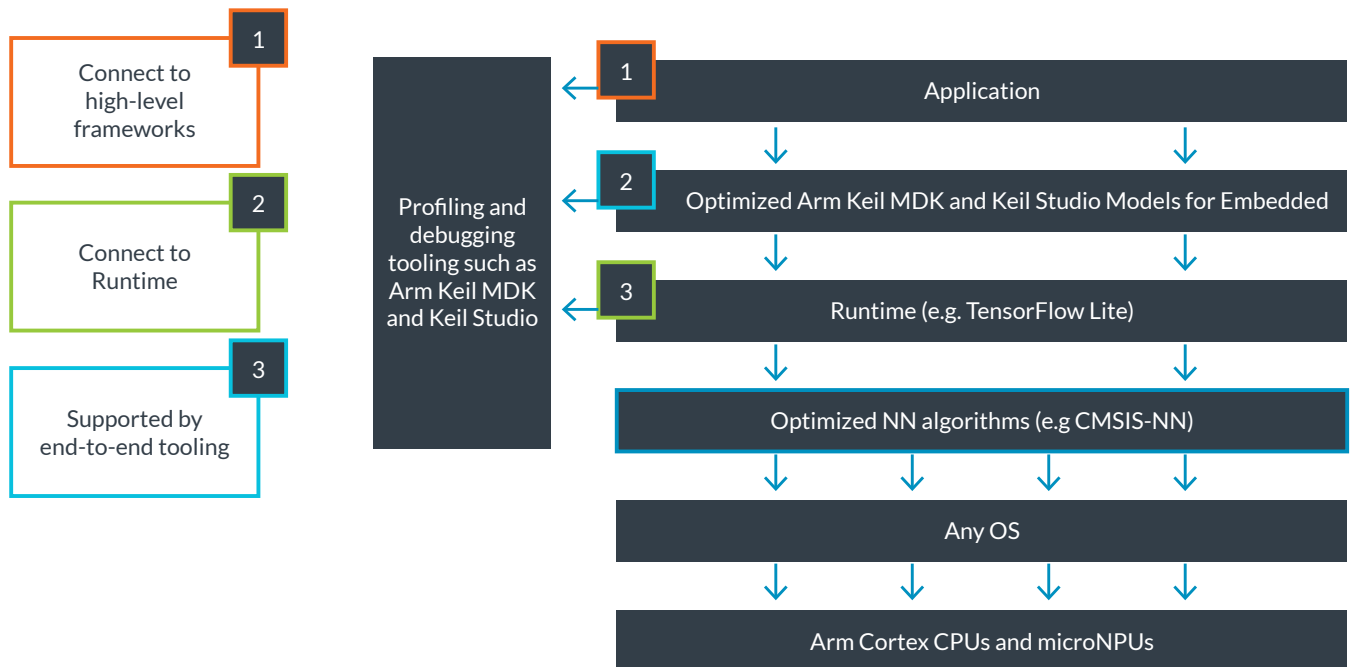 1
Connect to
high-level
frameworks
2
Connect to
Runtime
3
Supported by
end-to-end tooling
Profiling and
debugging
tooling such as
Arm Keil MDK
and Keil Studio
1
Application
2
Optimized Arm Keil MDK and Keil Studio Models for Embedded
3
Runtime (e.g. TensorFlow Lite)
Optimized NN algorithms (e.g CMSIS-NN)
Any OS
Arm Cortex CPUs and microNPUs